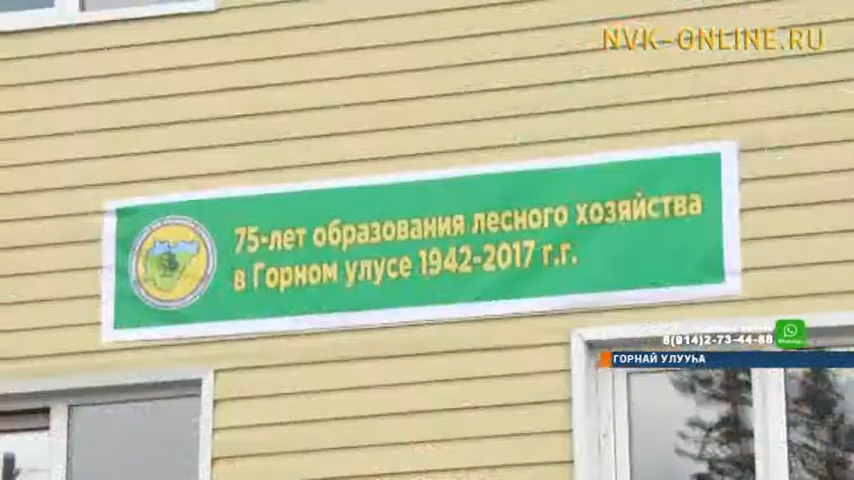 NVK-ONLINE.RU
75-лет образования лесного хозяйства
в Горном улусе 1942-2017 г.г.
8(914)2-73-44-88
WhatsApp
ГОРНАЙ УЛУУҺА